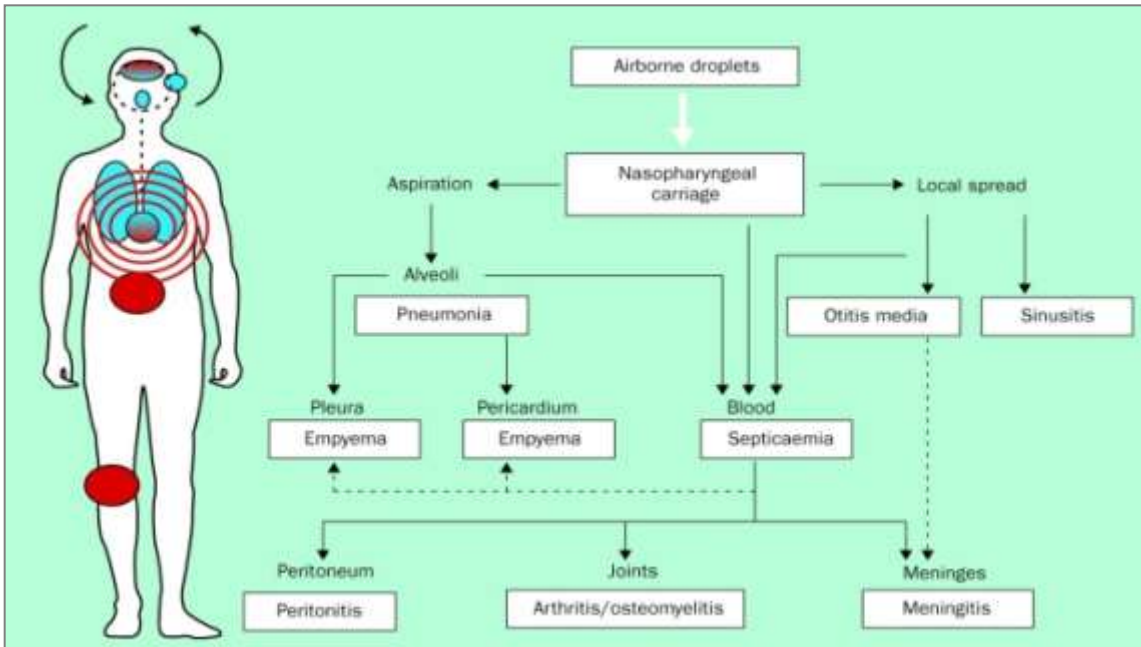 Airborne droplets
Nasopharyngeal
carriage
Aspiration
Local spread
Alveoli
Pneumonia
Otitis media
Sinusitis
Pleura
Empyema
Pericardium
Empyema
Blood
Septicaemia
Peritoneum
Peritonitis
Joints
Arthritis/osteomyelitis
Meninges
Meningitis